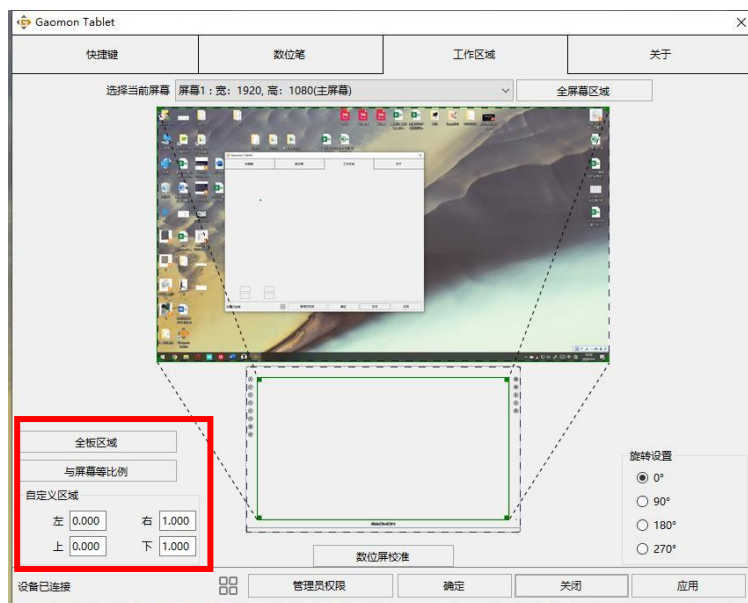 Gaomon Tablet
快捷键 数位笔 工作区域 关于
选择当前屏幕 屏幕1：宽：1920, 高：1080(主屏幕) 全屏幕区域
GAOMON
全板区域
与屏幕等比例
自定义区域
左 0.000 右 1.000
上 0.000 下 1.000
旋转设置
0°
90°
180°
270°
数位屏校准
设备已连接 管理员权限 确定 关闭 应用